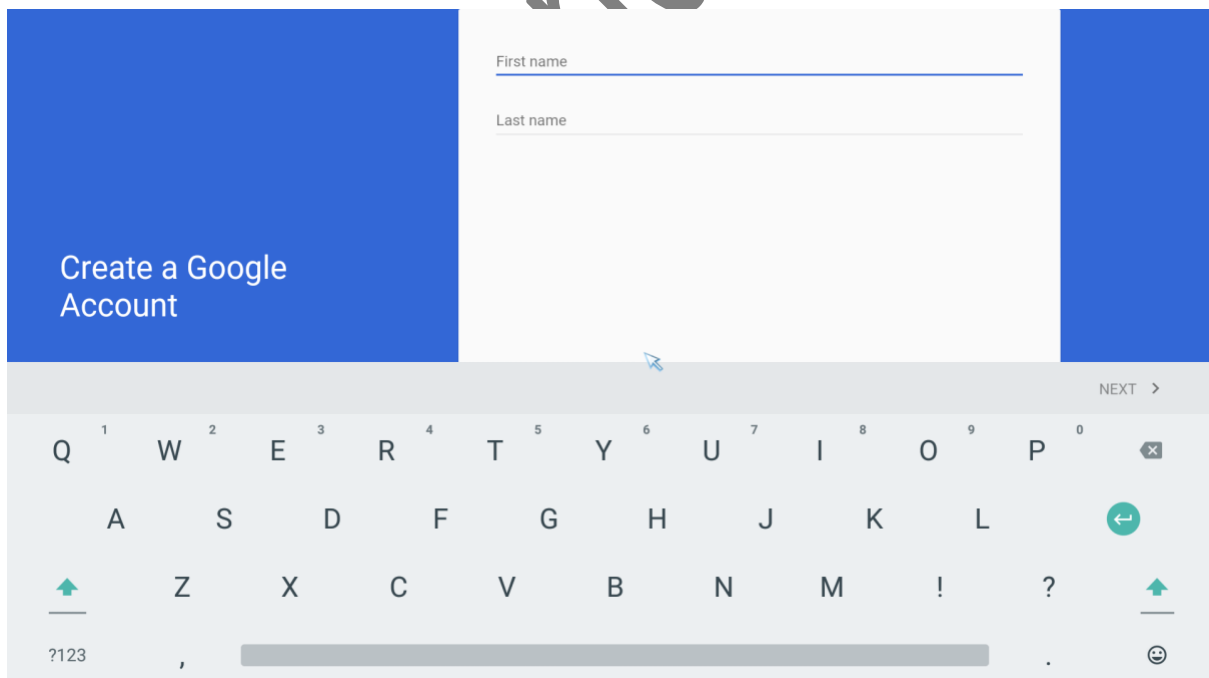 First name
Last name
Create a Google
Account
NEXT >
Q 1 W 2 E 3 R 4 T 5 Y 6 U 7 I 8 O 9 P 0
A S D F G H J K L
Z X C V B N M ! ?
?123 , .